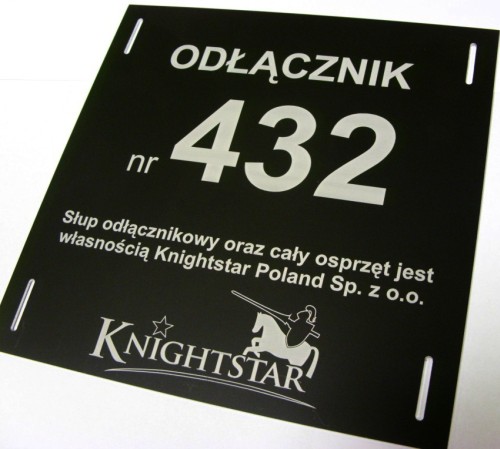 ODŁĄCZNIK
nr 432
Słup odłącznikowy oraz cały osprzęt jest
własnością Knightstar Poland Sp. z o.o.
KNIGHTSTAR